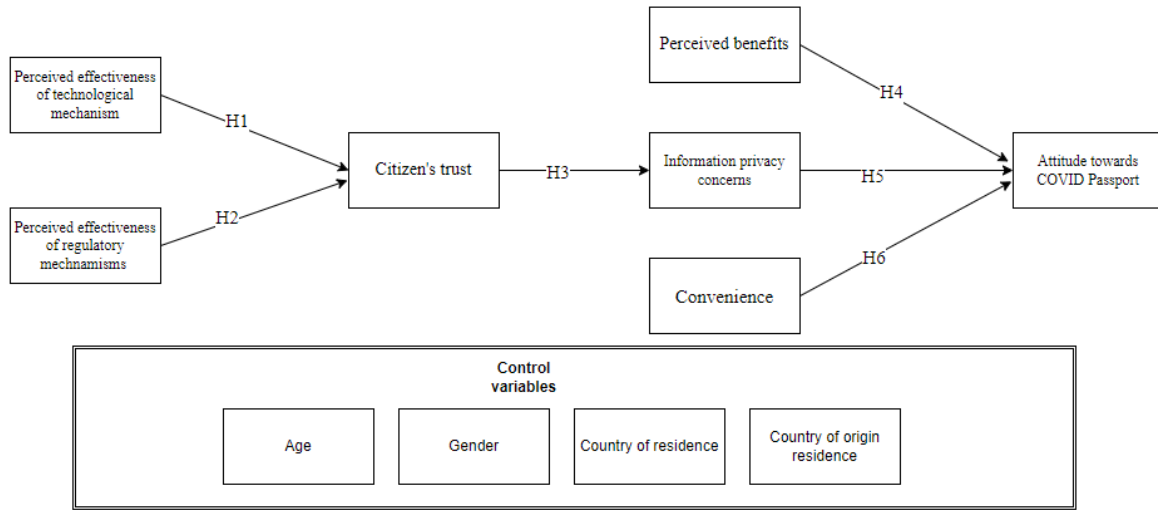 Perceived effectiveness
of technological
mechanism
H1
Perceived effectiveness
of regulatory
mechnamisms
H2
Citizen's trust
H3
Perceived benefits
H4
Information privacy
concerns
H5
Convenience
H6
Attitude towards
COVID Passport
Control
variables
Age
Gender
Country of residence
Country of origin
residence